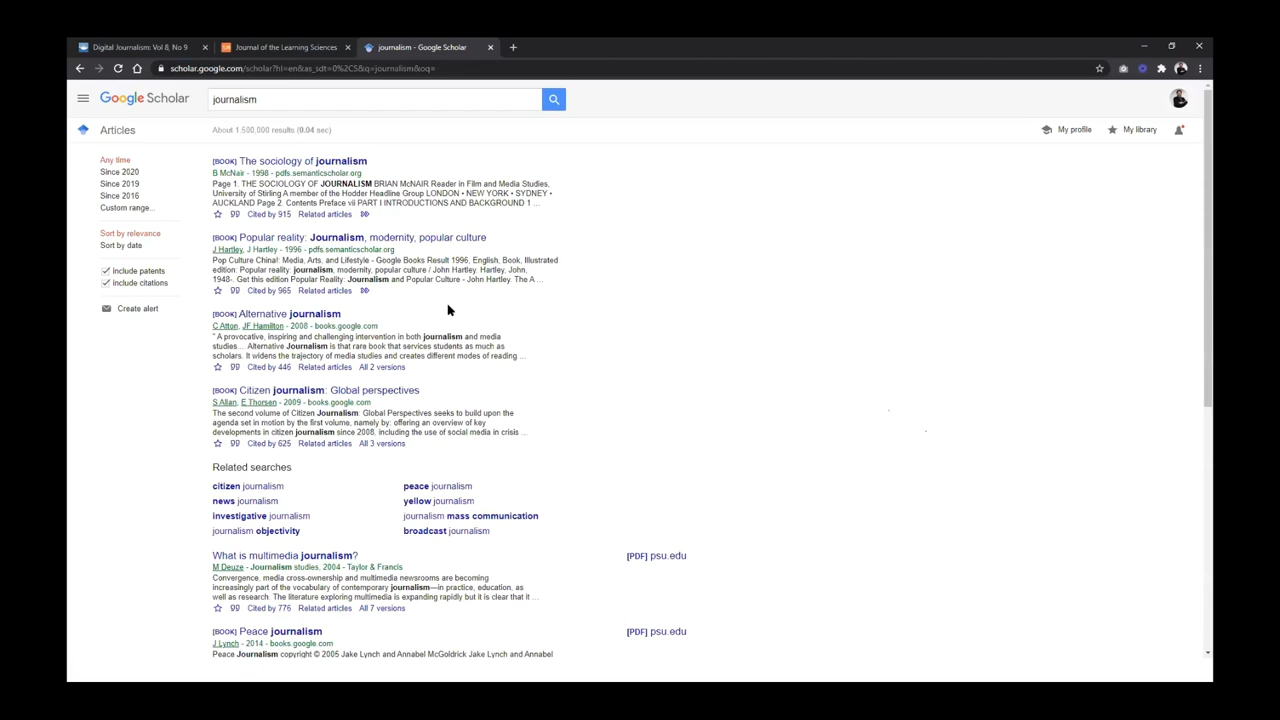 Digital Journalism: Vol 8, No 9
Journal of the Learning Sciences
journalism - Google Scholar
scholar.google.com/scholar?hl=en&as_sdt=0%2C5&q=journalism&oq=
Google Scholar
journalism
Articles
About 1,500,000 results (0.04 sec)
My profile
My library
Any time
Since 2020
Since 2019
Since 2016
Custom range...
Sort by relevance
Sort by date
include patents
include citations
Create alert
[BOOK] The sociology of journalism
B McNair - 1998 - pdfs.semanticscholar.org
Page 1. THE SOCIOLOGY OF JOURNALISM BRIAN McNAIR Reader in Film and Media Studies,
University of Stirling A member of the Hodder Headline Group LONDON • NEW YORK • SYDNEY •
AUCKLAND Page 2. Contents Preface vii PART I INTRODUCTIONS AND BACKGROUND 1 ...
Cited by 915 Related articles
[BOOK] Popular reality: Journalism, modernity, popular culture
J Hartley, J Hartley - 1996 - pdfs.semanticscholar.org
Pop Culture China!: Media, Arts, and Lifestyle - Google Books Result 1996, English, Book, Illustrated
edition: Popular reality: journalism, modernity, popular culture / John Hartley. Hartley, John,
1948-. Get this edition Popular Reality: Journalism and Popular Culture - John Hartley. The A ...
Cited by 965 Related articles
[BOOK] Alternative journalism
C Atton, JF Hamilton - 2008 - books.google.com
" A provocative, inspiring and challenging intervention in both journalism and media
studies... Alternative Journalism is that rare book that services students as much as
scholars. It widens the trajectory of media studies and creates different modes of reading ...
Cited by 446 Related articles All 2 versions
[BOOK] Citizen journalism: Global perspectives
S Allan, E Thorsen - 2009 - books.google.com
The second volume of Citizen Journalism: Global Perspectives seeks to build upon the
agenda set in motion by the first volume, namely by: offering an overview of key
developments in citizen journalism since 2008, including the use of social media in crisis ...
Cited by 625 Related articles All 3 versions
Related searches
citizen journalism
peace journalism
news journalism
yellow journalism
investigative journalism
journalism mass communication
journalism objectivity
broadcast journalism
What is multimedia journalism?
[PDF] psu.edu
M Deuze - Journalism studies, 2004 - Taylor & Francis
Convergence, media cross-ownership and multimedia newsrooms are becoming
increasingly part of the vocabulary of contemporary journalism—in practice, education, as
well as research. The literature exploring multimedia is expanding rapidly but it is clear that it ...
Cited by 776 Related articles All 7 versions
[BOOK] Peace journalism
[PDF] psu.edu
J Lynch - 2014 - books.google.com
Peace Journalism copyright © 2005 Jake Lynch and Annabel McGoldrick Jake Lynch and Annabel